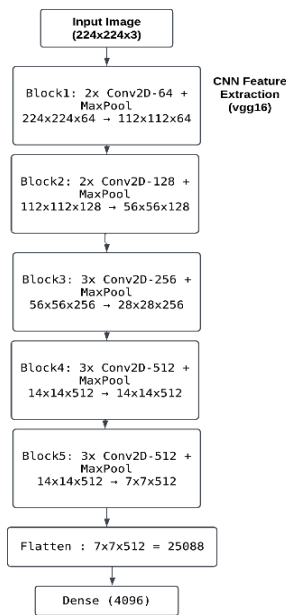 Input Image
(224x224x3)
CNN Feature
Extraction
(vgg16)
Block1: 2x Conv2D-64 +
MaxPool
224x224x64 → 112x112x64
Block2: 2x Conv2D-128 +
MaxPool
112x112x128 → 56x56x128
Block3: 3x Conv2D-256 +
MaxPool
56x56x256 → 28x28x256
Block4: 3x Conv2D-512 +
MaxPool
14x14x512 → 14x14x512
Block5: 3x Conv2D-512 +
MaxPool
14x14x512 → 7x7x512
Flatten : 7x7x512 = 25088
Dense (4096)